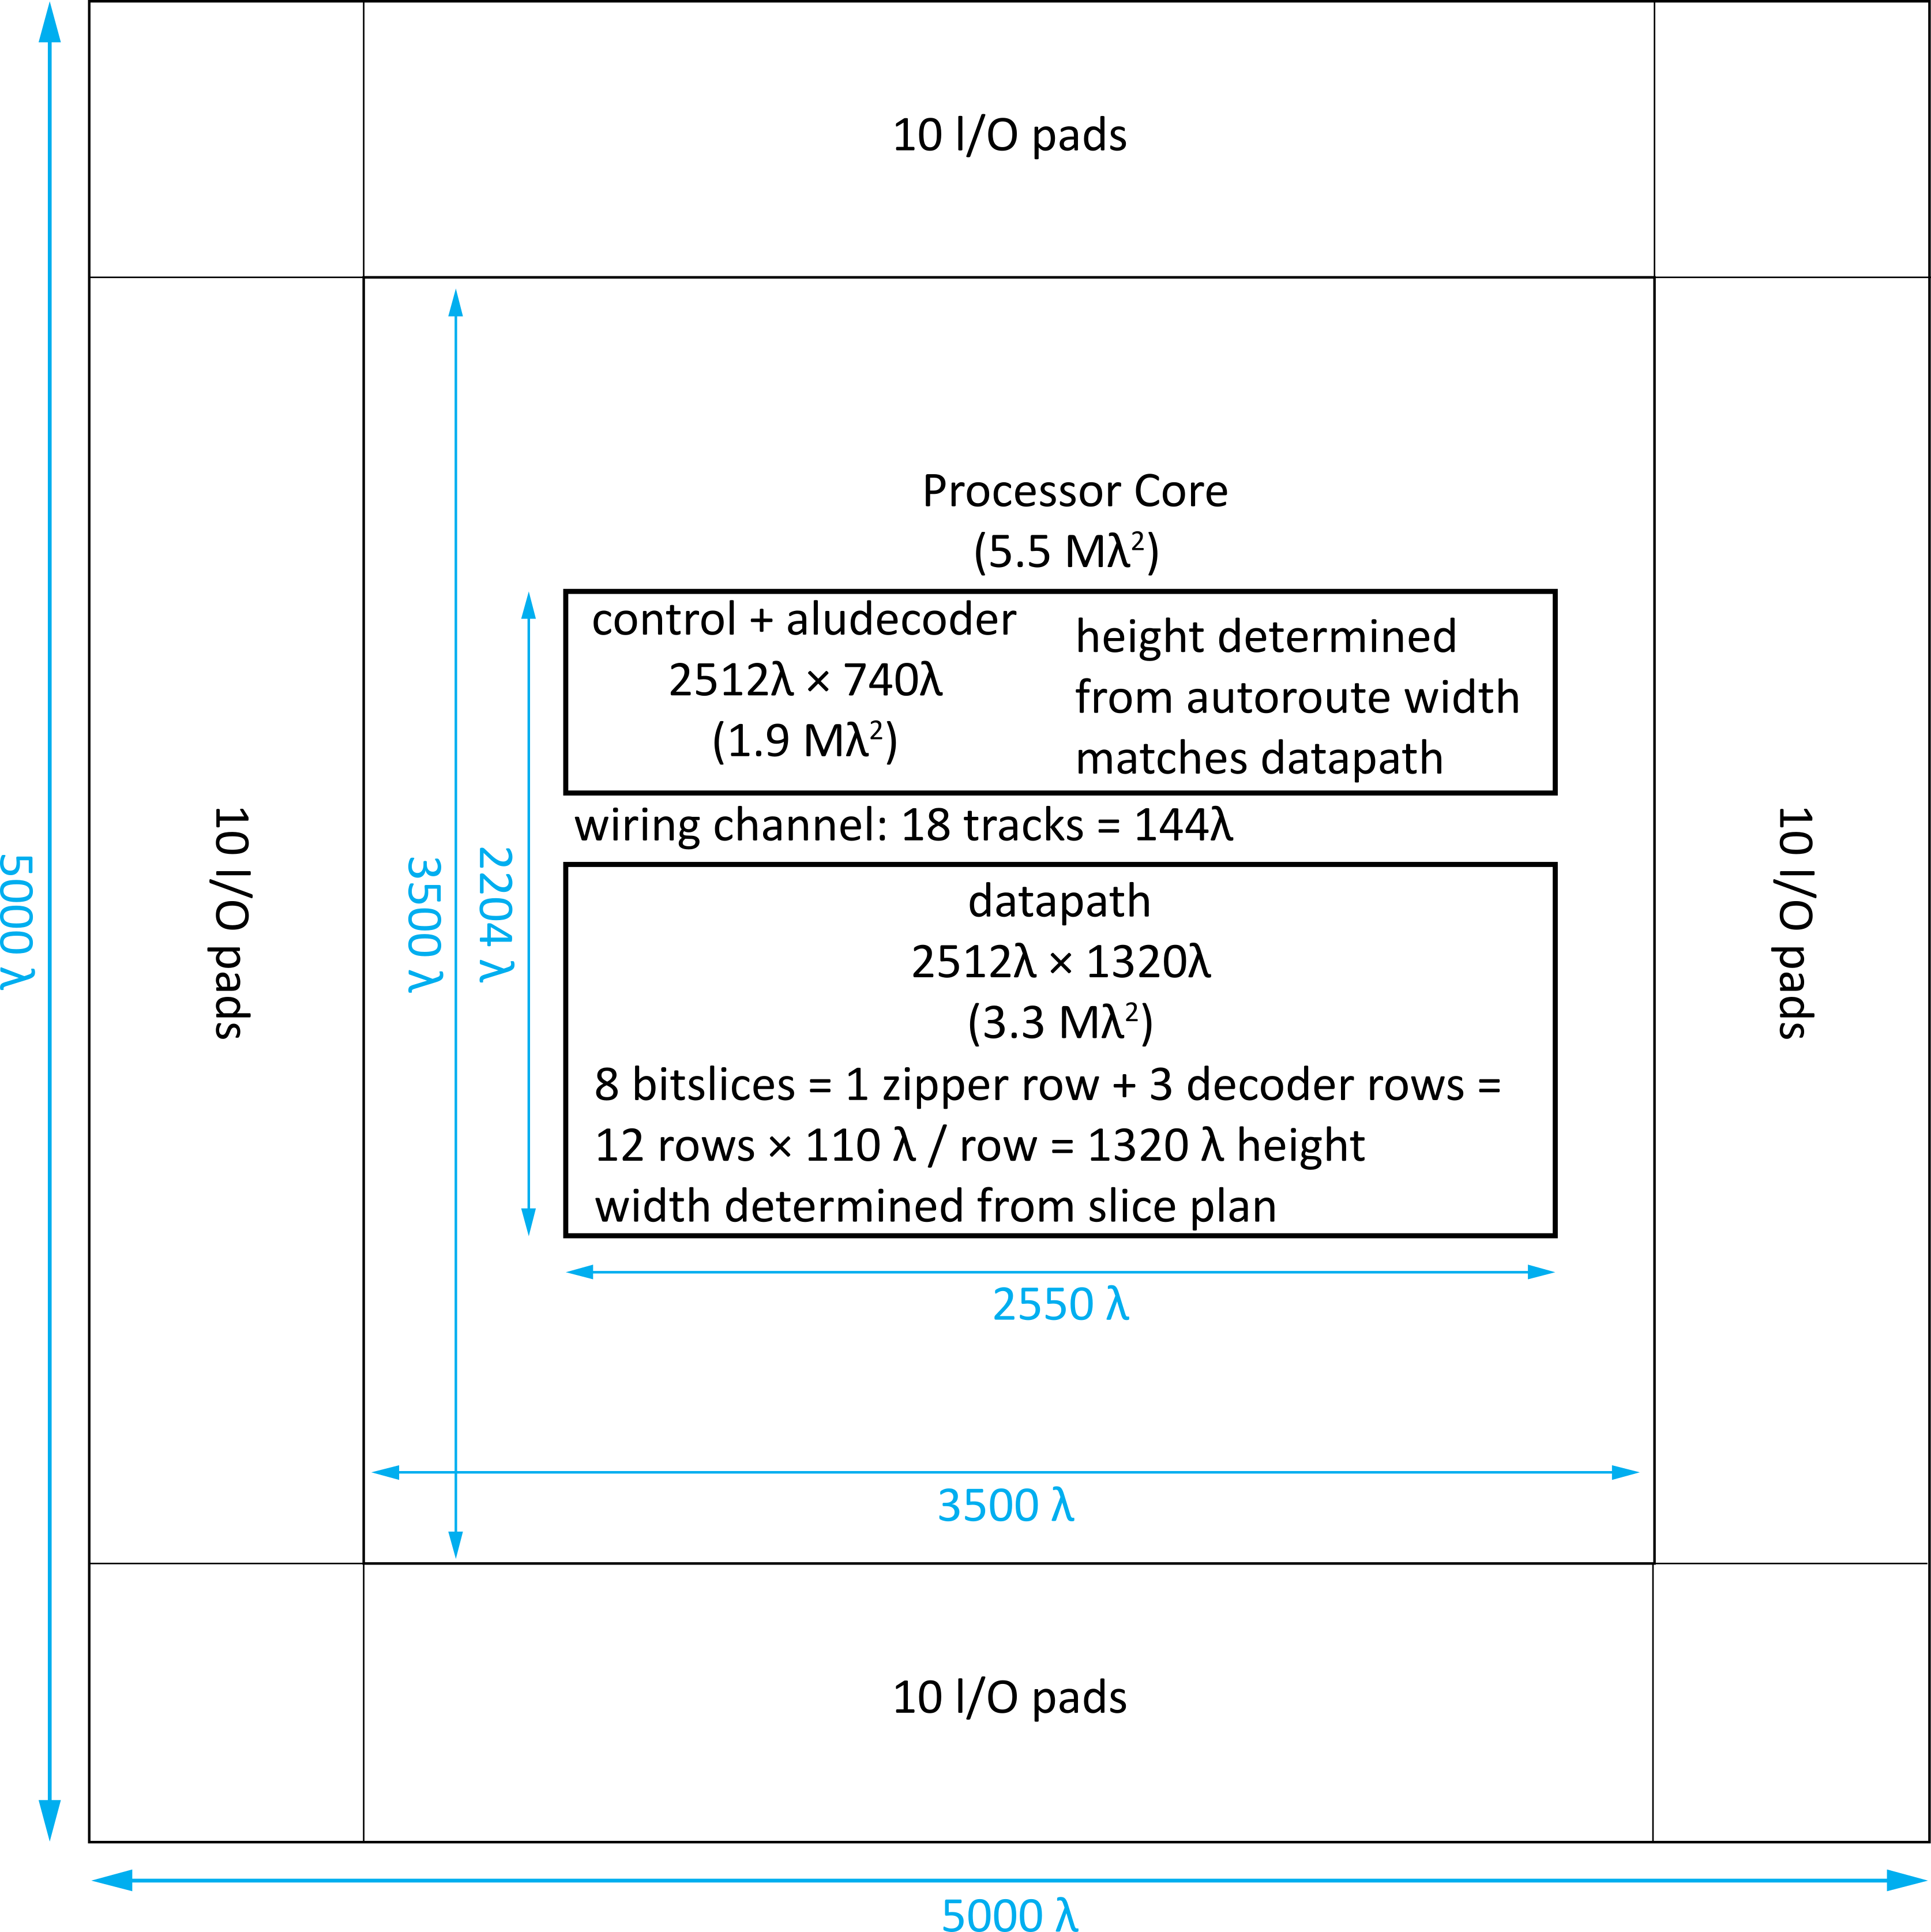 10 I/O pads
Processor Core
(5.5 Mλ²)
control + aludecoder
2512λ × 740λ
(1.9 Mλ²)
height determined
from autoroute width
matches datapath
wiring channel: 18 tracks = 144λ
datapath
2512λ × 1320λ
(3.3 Mλ²)
8 bitslices = 1 zipper row + 3 decoder rows =
12 rows × 110 λ / row = 1320 λ height
width determined from slice plan
2550 λ
2204 λ
3500 λ
3500 λ
10 I/O pads
10 I/O pads
10 I/O pads
5000 λ
5000 λ